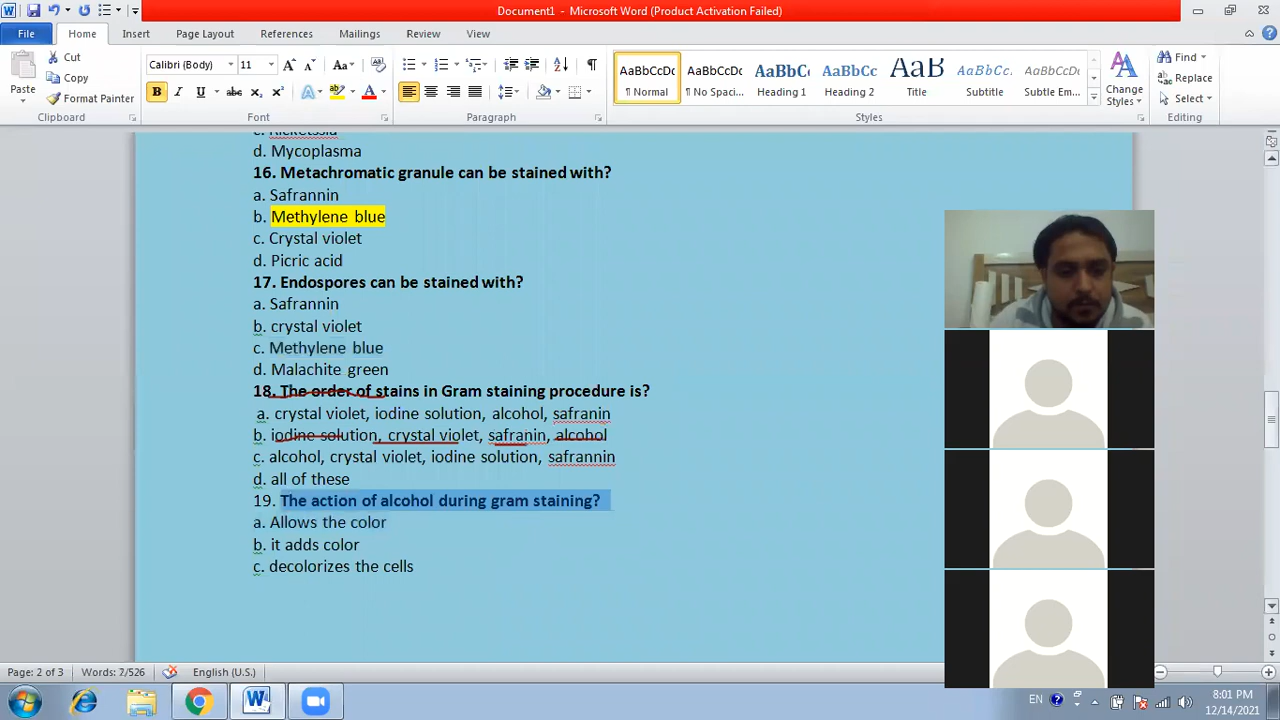 Document1 - Microsoft Word (Product Activation Failed)
File Home Insert Page Layout References Mailings Review View
Cut
Copy
Format Painter
Paste
Clipboard
Calibri (Body) 11
Font
Paragraph
AaBbCcDc AaBbCcDc AaBbC AaBbCc AaB AaBbCcL AaBbCcDc
¶ Normal ¶ No Spaci... Heading 1 Heading 2 Title Subtitle Subtle Em...
Styles
Change Styles
Find
Replace
Select
Editing
c. Ricketssia
d. Mycoplasma
16. Metachromatic granule can be stained with?
a. Safrannin
b. Methylene blue
c. Crystal violet
d. Picric acid
17. Endospores can be stained with?
a. Safrannin
b. crystal violet
c. Methylene blue
d. Malachite green
18. The order of stains in Gram staining procedure is?
a. crystal violet, iodine solution, alcohol, safranin
b. iodine solution, crystal violet, safranin, alcohol
c. alcohol, crystal violet, iodine solution, safrannin
d. all of these
19. The action of alcohol during gram staining?
a. Allows the color
b. it adds color
c. decolorizes the cells
Page: 2 of 3 Words: 7/526 English (U.S.)
EN 8:01 PM
12/14/2021